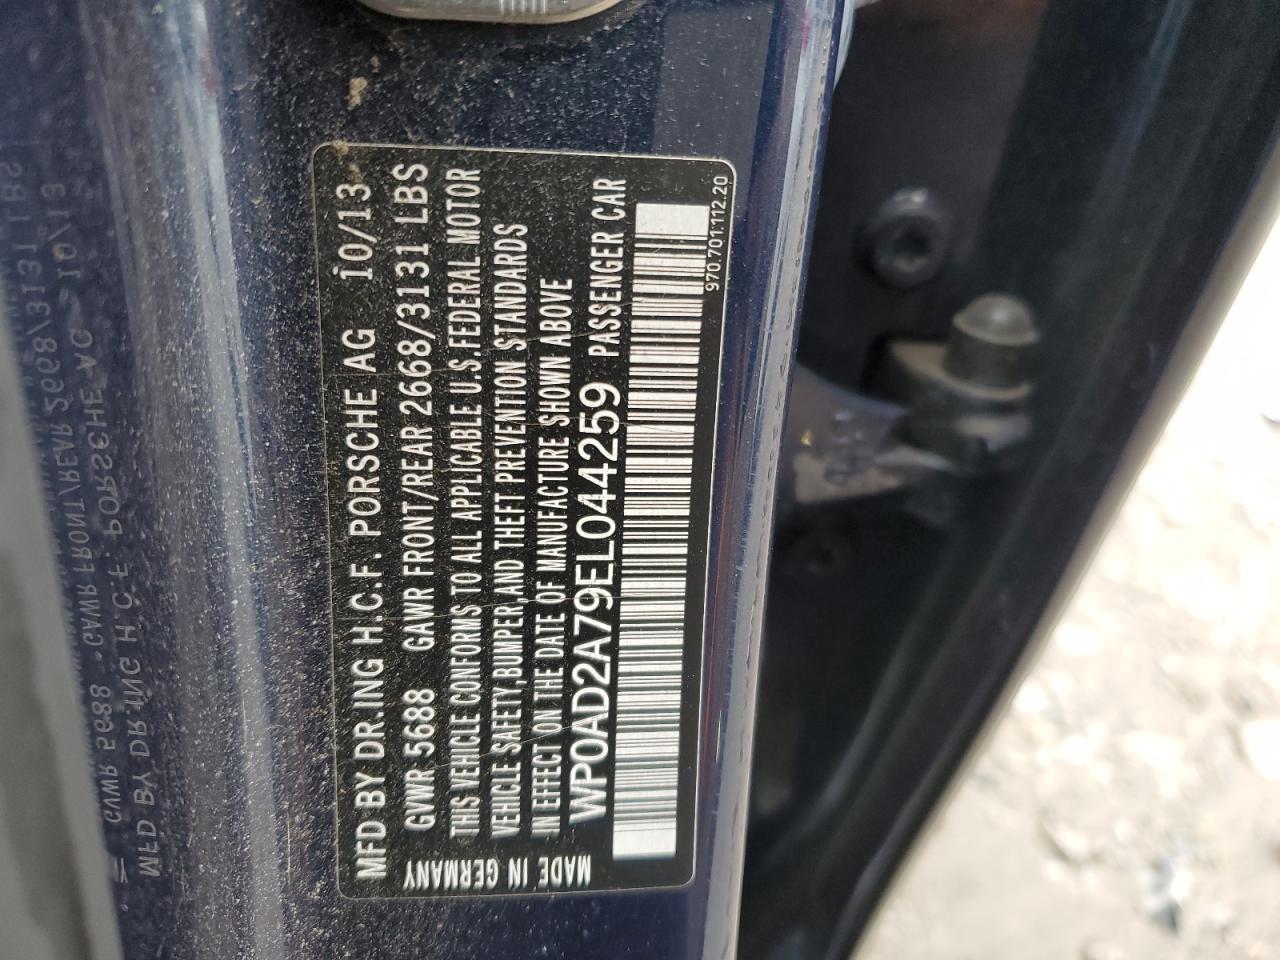 MFD BY DR.ING H.C.F. PORSCHE AG 10/13
GVWR 5688 GAWR FRONT/REAR 2668/3131 LBS
THIS VEHICLE CONFORMS TO ALL APPLICABLE U.S.FEDERAL MOTOR
VEHICLE SAFETY,BUMPER,AND THEFT PREVENTION STANDARDS
IN EFFECT ON THE DATE OF MANUFACTURE SHOWN ABOVE
WP0AD2A79EL044259 PASSENGER CAR
970.701.112.20
MADE IN GERMANY